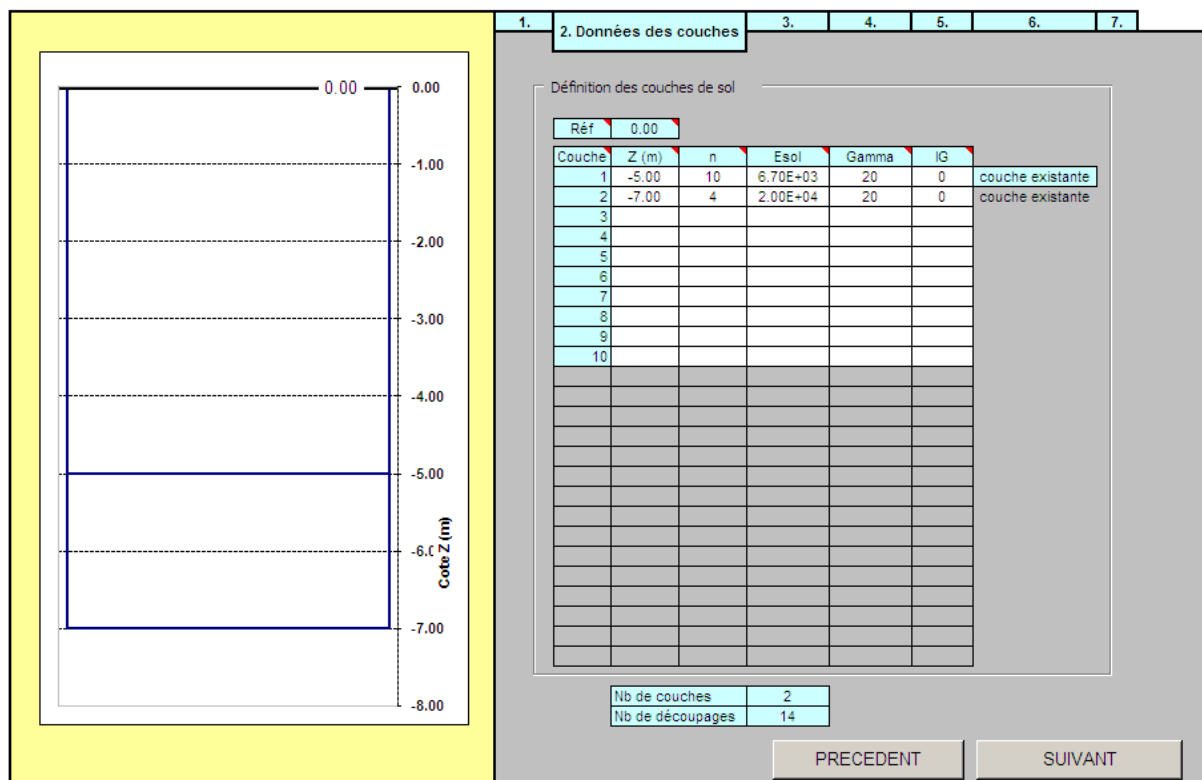 1. 2. Données des couches 3. 4. 5. 6. 7.
0.00
0.00
-1.00
-2.00
-3.00
-4.00
-5.00
-6.0
-7.00
-8.00
Cote Z (m)
Définition des couches de sol
Réf 0.00
Couche Z (m) n Esol Gamma IG
1 -5.00 10 6.70E+03 20 0 couche existante
2 -7.00 4 2.00E+04 20 0 couche existante
3
4
5
6
7
8
9
10
Nb de couches 2
Nb de découpages 14
PRECEDENT SUIVANT